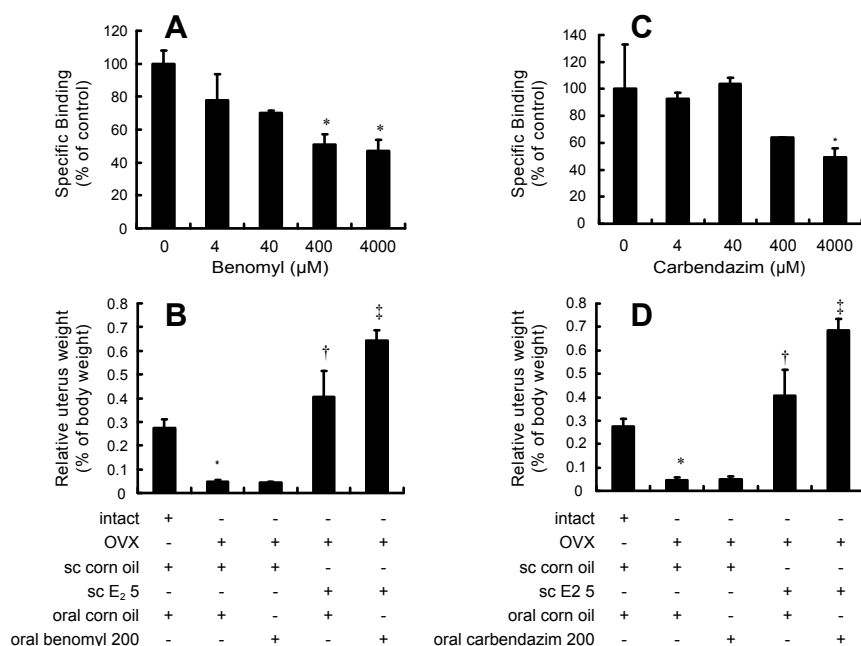 A
Specific Binding
(% of control)
120
100
80
60
40
20
0
*
*
0 4 40 400 4000
Benomyl (µM)
C
Specific Binding
(% of control)
140
120
100
80
60
40
20
0
*
0 4 40 400 4000
Carbendazim (µM)
B
Relative uterus weight
(% of body weight)
0.8
0.7
0.6
0.5
0.4
0.3
0.2
0.1
0
*
†
‡
intact + - - - -
OVX - + + + +
sc corn oil + + + - -
sc E₂ 5 - - - + +
oral corn oil + + - + -
oral benomyl 200 - - + - +
D
Relative uterus weight
(% of body weight)
0.8
0.7
0.6
0.5
0.4
0.3
0.2
0.1
0
*
†
‡
intact + - - - -
OVX - + + + +
sc corn oil + + + - -
sc E2 5 - - - + +
oral corn oil + + - + -
oral carbendazim 200 - - + - +